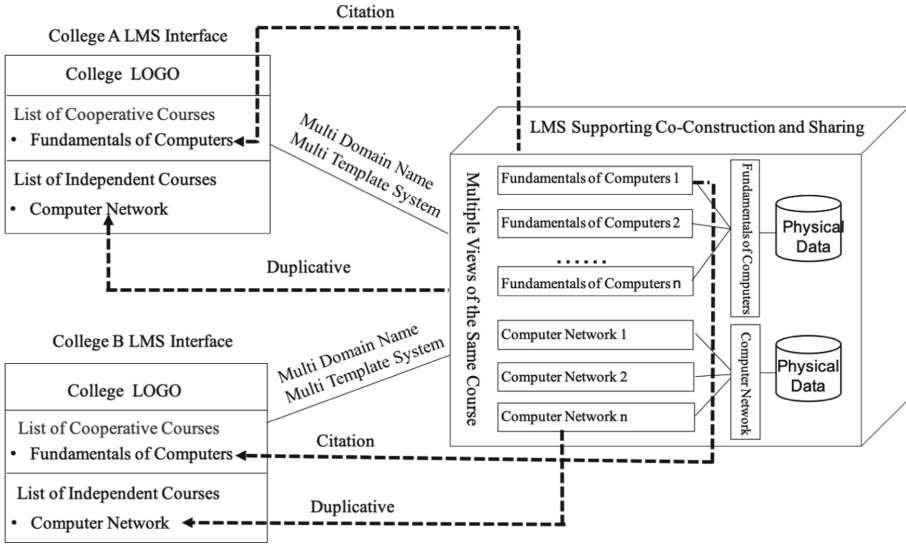 Citation
College A LMS Interface
College LOGO
List of Cooperative Courses
• Fundamentals of Computers
List of Independent Courses
• Computer Network
Duplicative
Multi Domain Name
Multi Template System
LMS Supporting Co-Construction and Sharing
Multiple Views of the Same Course
Fundamentals of Computers 1
Fundamentals of Computers 2
......
Fundamentals of Computers n
Computer Network 1
Computer Network 2
Computer Network n
Fundamentals of Computers
Computer Network
Physical
Data
Physical
Data
College B LMS Interface
College LOGO
List of Cooperative Courses
• Fundamentals of Computers
List of Independent Courses
• Computer Network
Multi Domain Name
Multi Template System
Citation
Duplicative